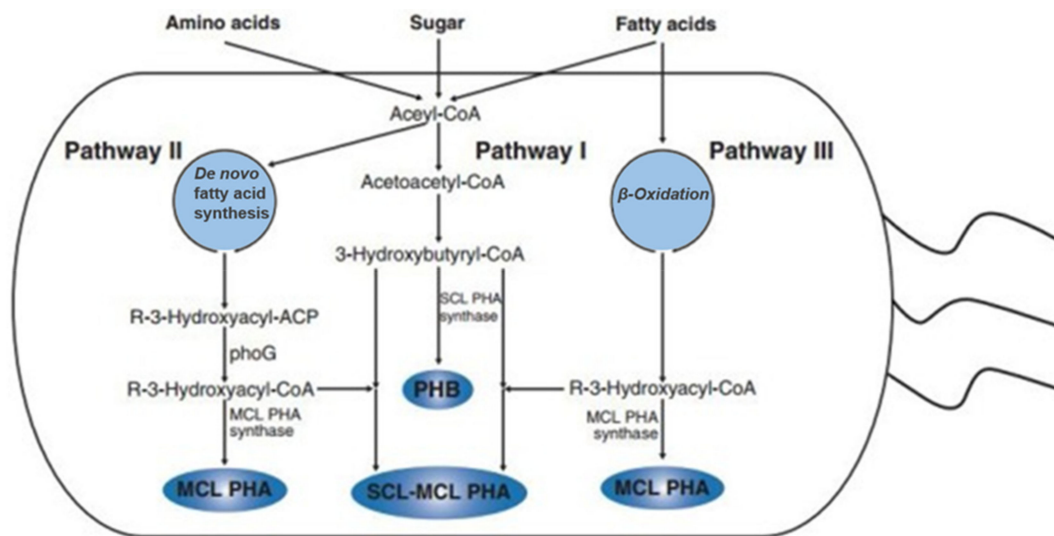 Amino acids
Sugar
Fatty acids
Aceyl-CoA
Pathway II
Pathway I
Pathway III
De novo
fatty acid
synthesis
Acetoacetyl-CoA
β-Oxidation
3-Hydroxybutyryl-CoA
SCL PHA
synthase
R-3-Hydroxyacyl-ACP
phoG
R-3-Hydroxyacyl-CoA
PHB
R-3-Hydroxyacyl-CoA
MCL PHA
synthase
MCL PHA
synthase
MCL PHA
SCL-MCL PHA
MCL PHA